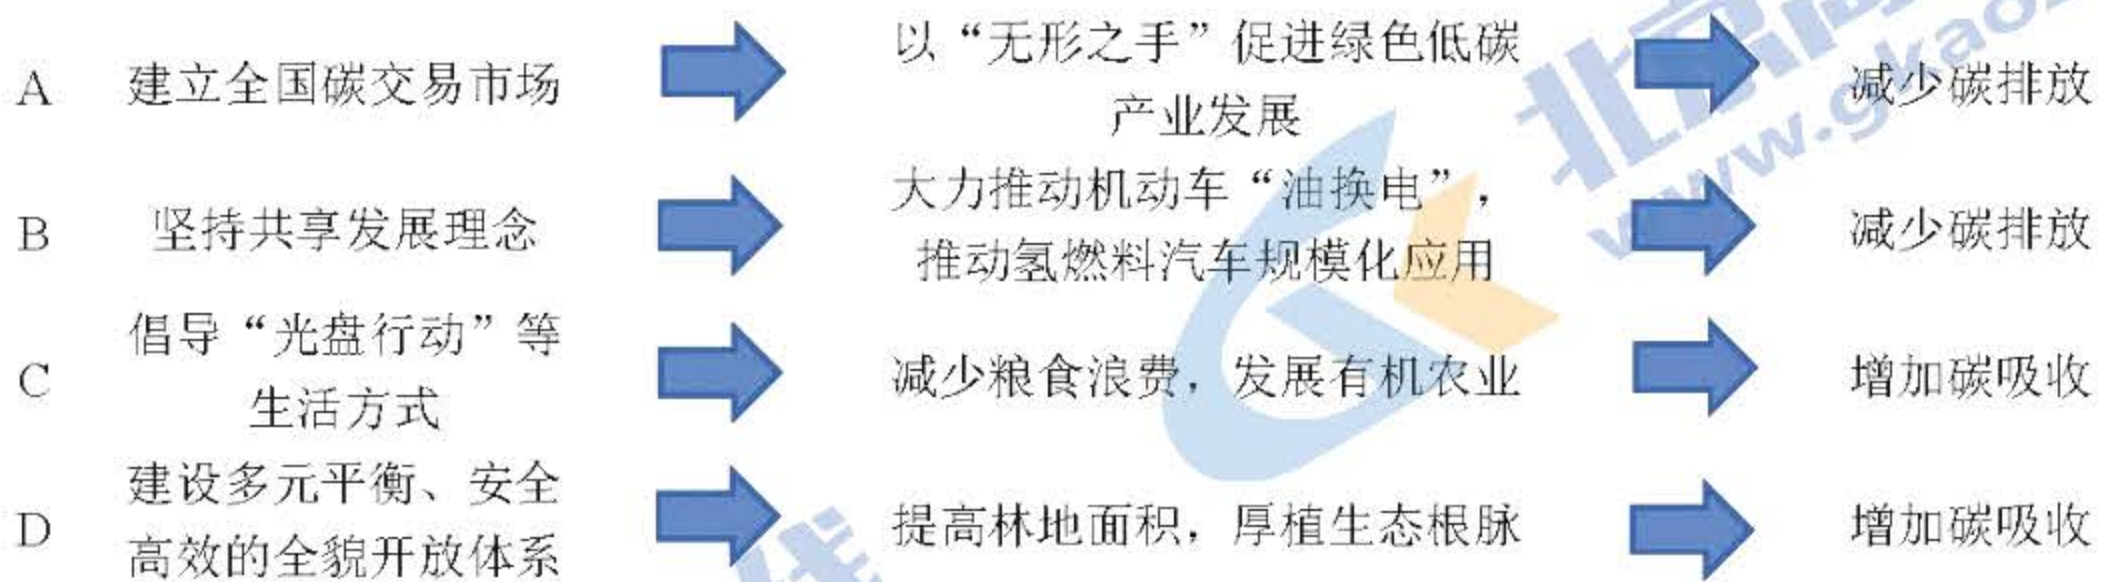 A 建立全国碳交易市场 以“无形之手”促进绿色低碳产业发展 减少碳排放
B 坚持共享发展理念 大力推动机动车“油换电”，推动氢燃料汽车规模化应用 减少碳排放
C 倡导“光盘行动”等生活方式 减少粮食浪费，发展有机农业 增加碳吸收
D 建设多元平衡、安全高效的全貌开放体系 提高林地面积，厚植生态根脉 增加碳吸收